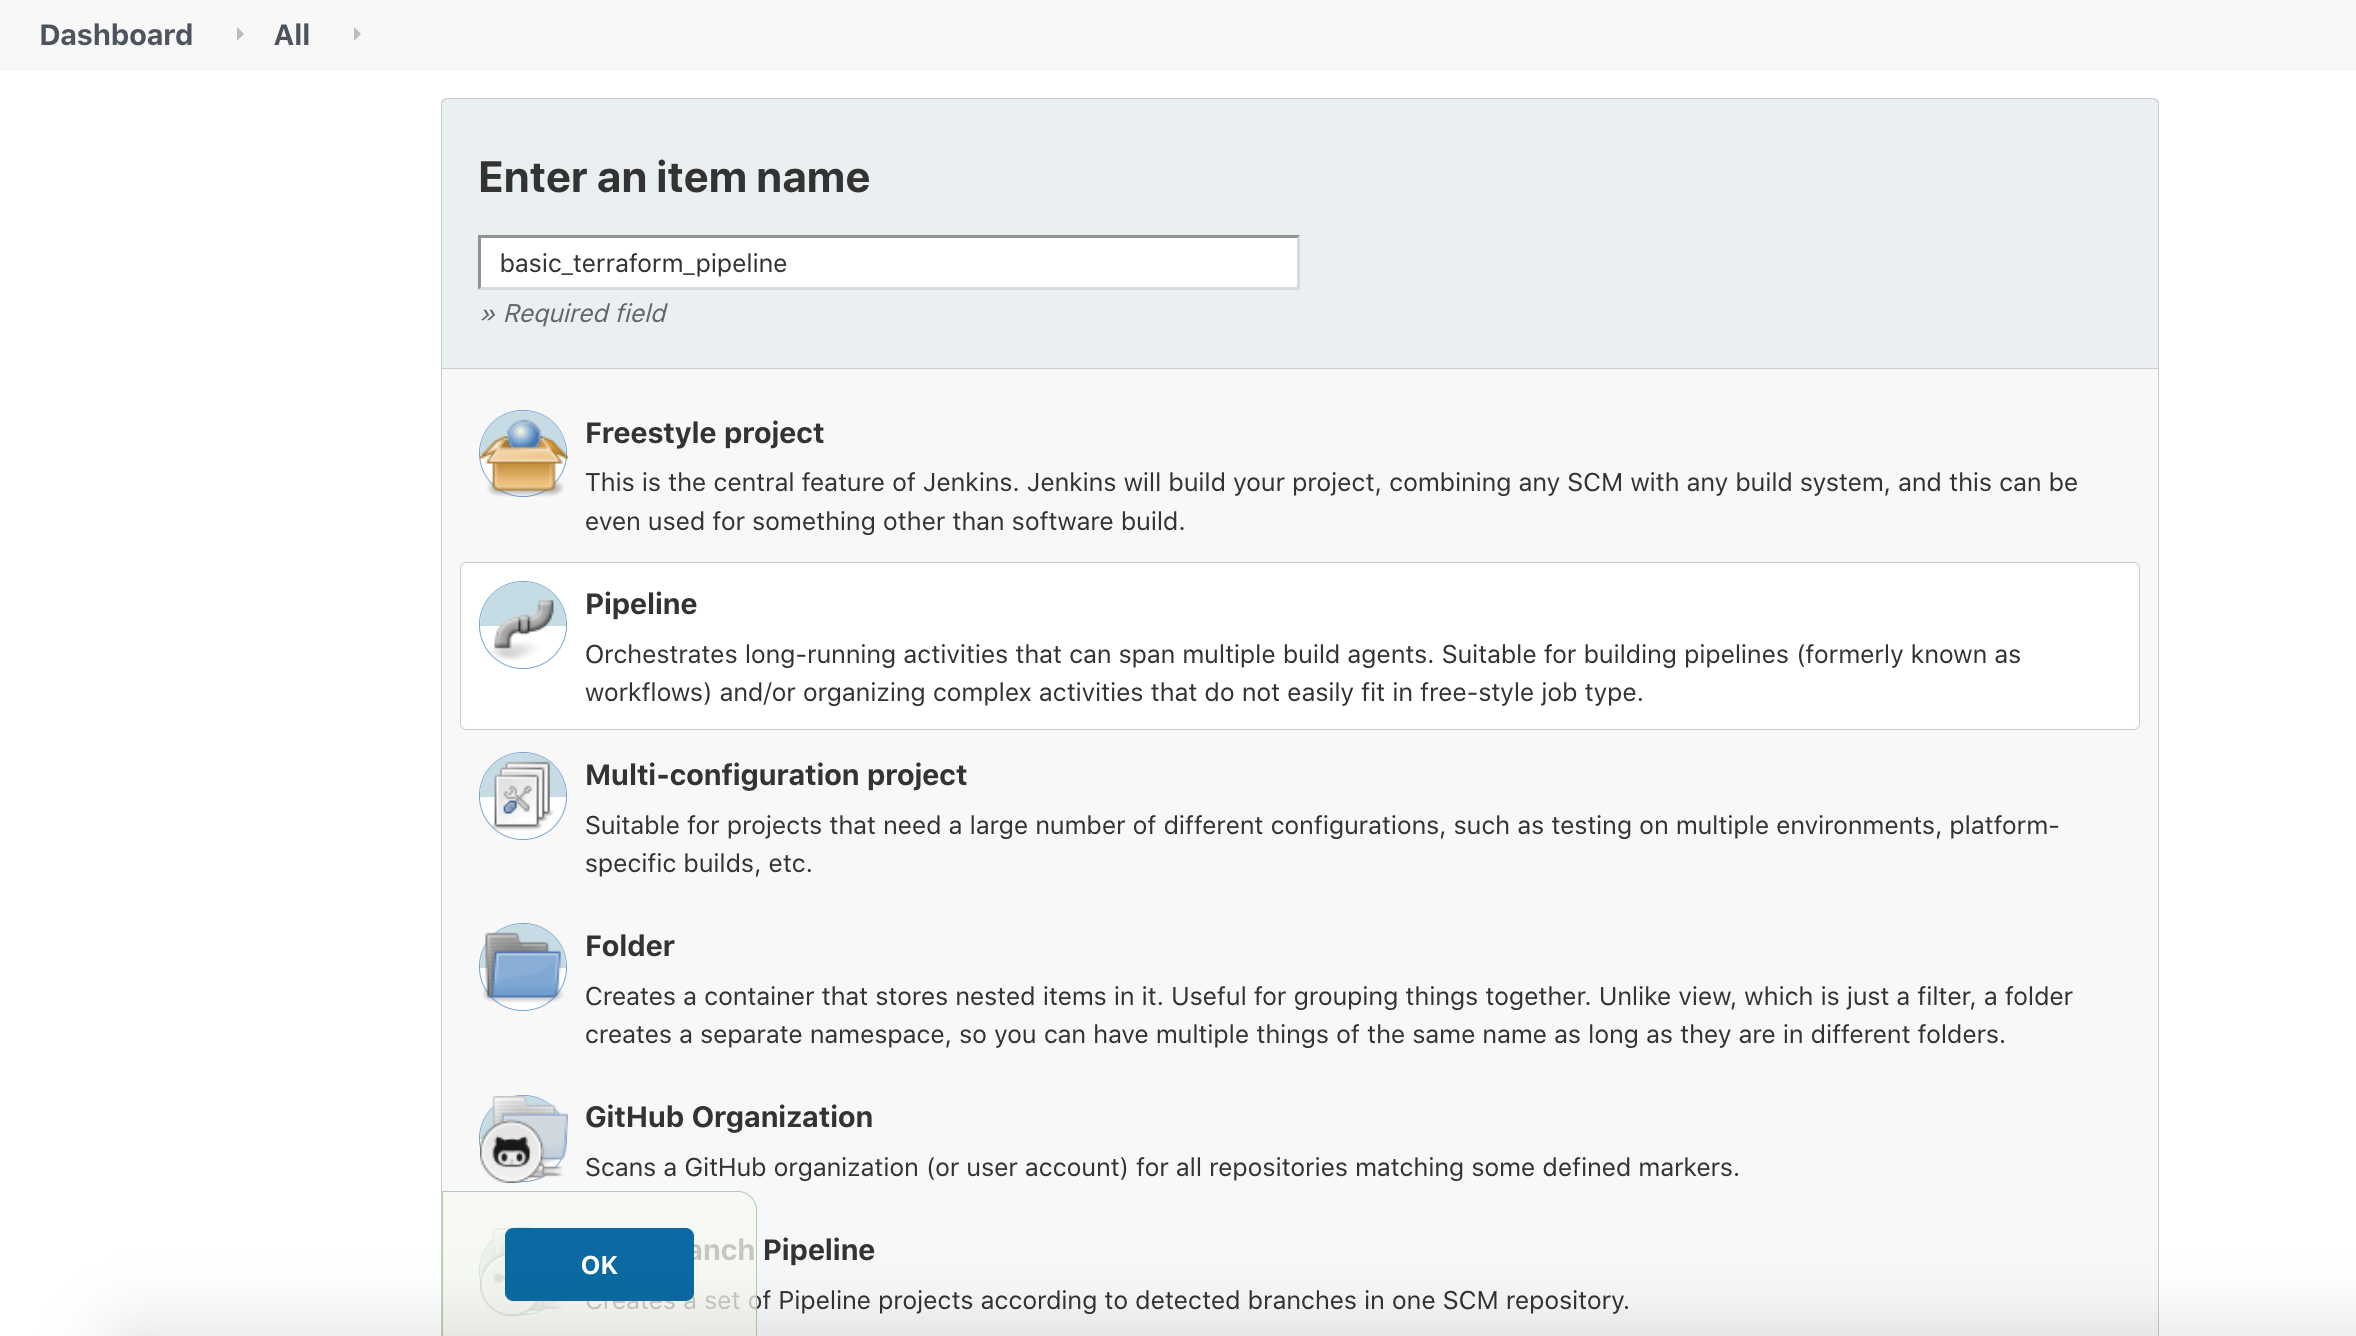 Dashboard All
Enter an item name
basic_terraform_pipeline
» Required field
Freestyle project
This is the central feature of Jenkins. Jenkins will build your project, combining any SCM with any build system, and this can be
even used for something other than software build.
Pipeline
Orchestrates long-running activities that can span multiple build agents. Suitable for building pipelines (formerly known as
workflows) and/or organizing complex activities that do not easily fit in free-style job type.
Multi-configuration project
Suitable for projects that need a large number of different configurations, such as testing on multiple environments, platform-
specific builds, etc.
Folder
Creates a container that stores nested items in it. Useful for grouping things together. Unlike view, which is just a filter, a folder
creates a separate namespace, so you can have multiple things of the same name as long as they are in different folders.
GitHub Organization
Scans a GitHub organization (or user account) for all repositories matching some defined markers.
OK
anch Pipeline
Creates a set of Pipeline projects according to detected branches in one SCM repository.